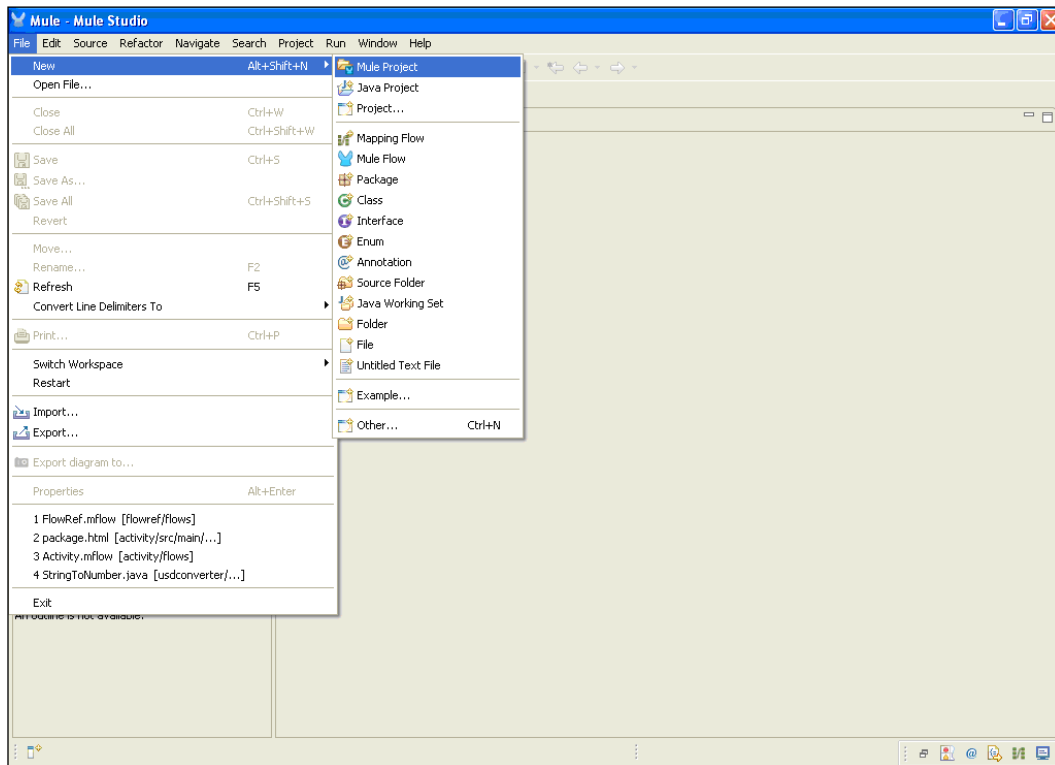 Mule - Mule Studio
File Edit Source Refactor Navigate Search Project Run Window Help
New Alt+Shift+N
Open File...
Close Ctrl+W
Close All Ctrl+Shift+W
Save Ctrl+S
Save As...
Save All Ctrl+Shift+S
Revert
Move...
Rename... F2
Refresh F5
Convert Line Delimiters To
Print... Ctrl+P
Switch Workspace
Restart
Import...
Export...
Export diagram to...
Properties Alt+Enter
1 FlowRef.mflow [flowref/flows]
2 package.html [activity/src/main/...]
3 Activity.mflow [activity/flows]
4 StringToNumber.java [usdconverter/...]
Exit
Mule Project
Java Project
Project...
Mapping Flow
Mule Flow
Package
Class
Interface
Enum
Annotation
Source Folder
Java Working Set
Folder
File
Untitled Text File
Example...
Other... Ctrl+N
An outline is not available.